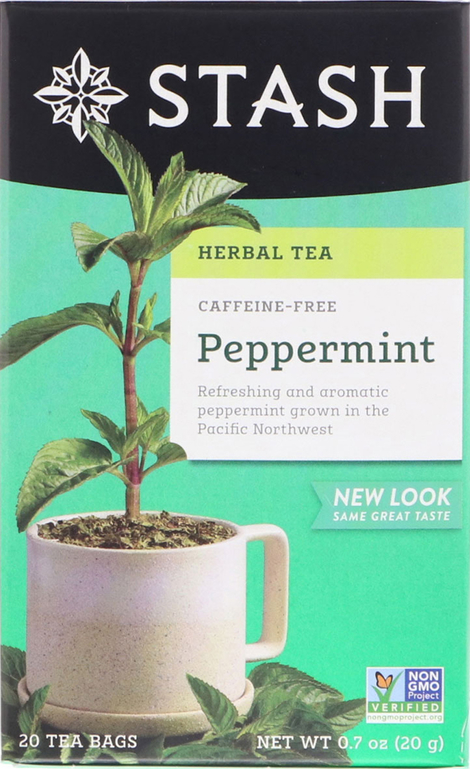 STASH
HERBAL TEA
CAFFEINE-FREE
Peppermint
Refreshing and aromatic
peppermint grown in the
Pacific Northwest
NEW LOOK
SAME GREAT TASTE
NON
GMO
Project
VERIFIED
nongmoproject.org
20 TEA BAGS
NET WT 0.7 oz (20 g)